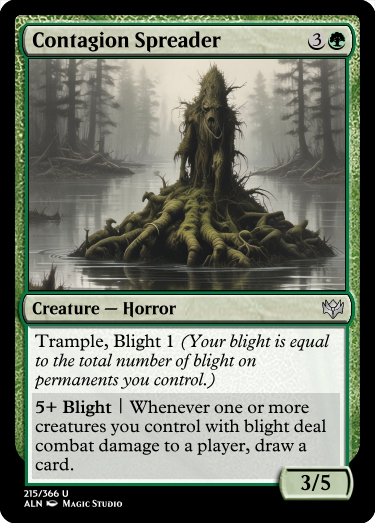 Contagion Spreader 3
Creature — Horror
Trample, Blight 1 (Your blight is equal
to the total number of blight on
permanents you control.)
5+ Blight | Whenever one or more
creatures you control with blight deal
combat damage to a player, draw a
card.
3/5
215/366 U
ALN Magic Studio